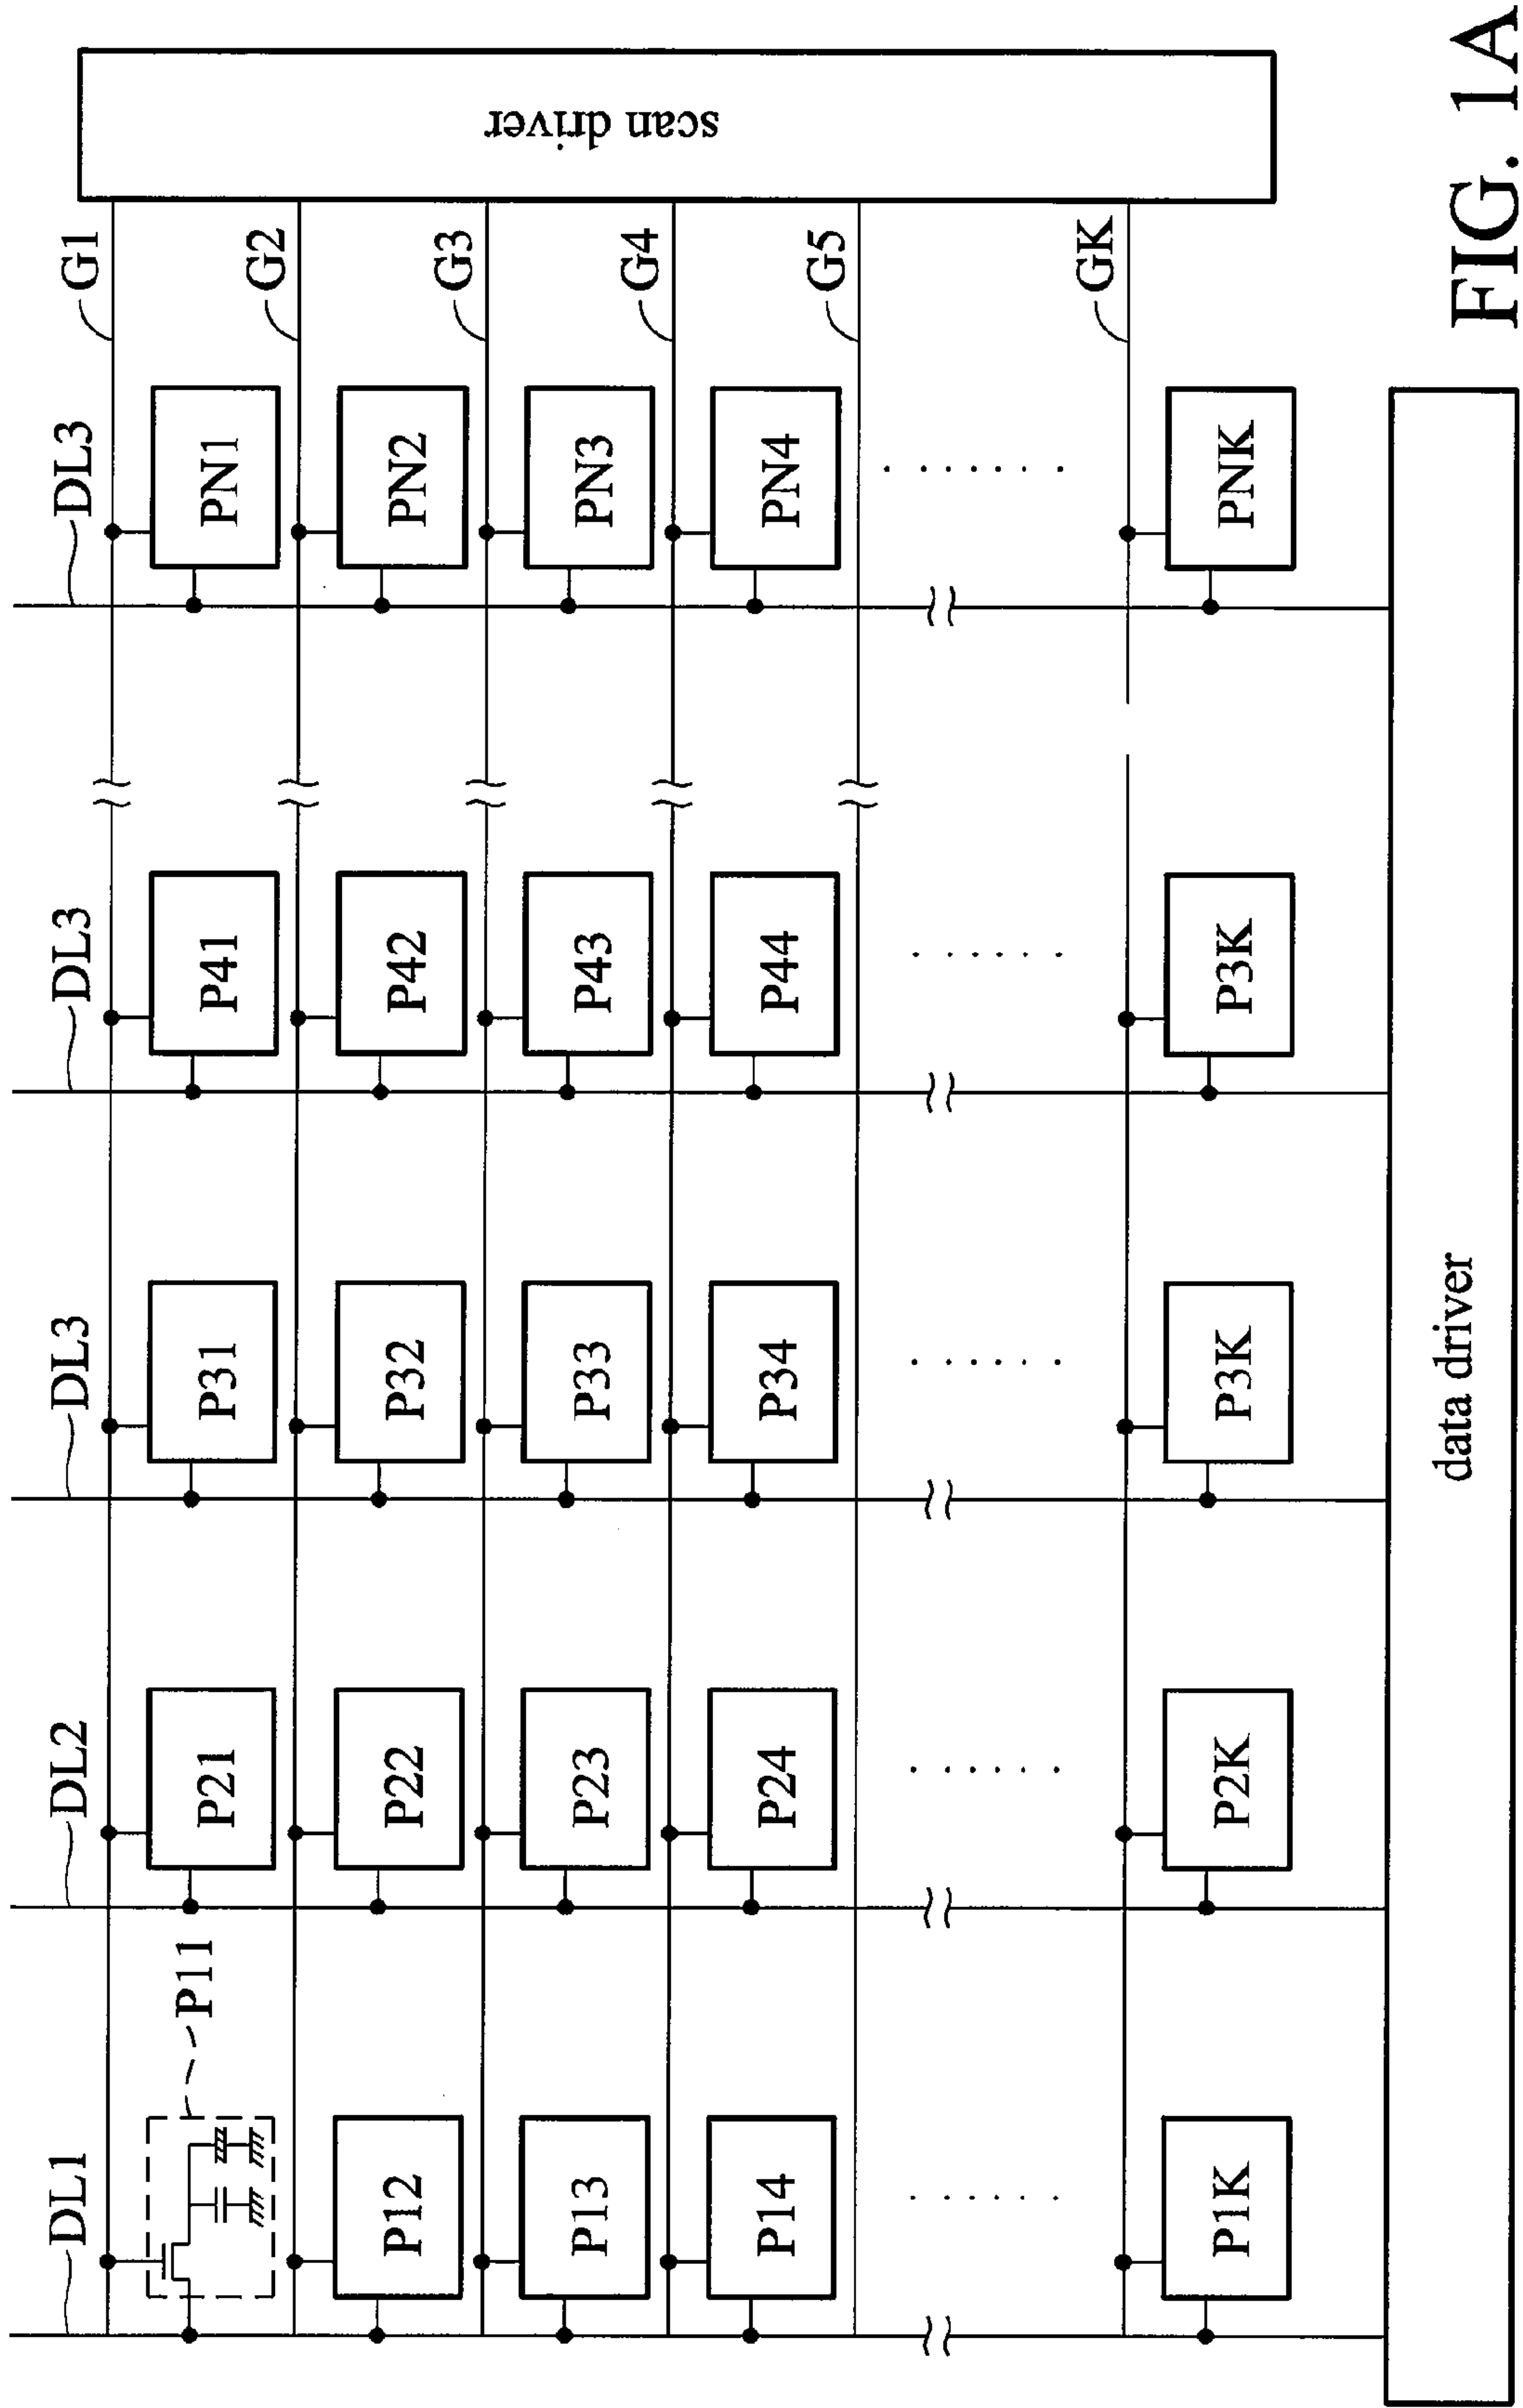 DL1 DL2 DL3 DL3 DL3
G1
P11 P21 P31 P41 PN1
G2
P12 P22 P32 P42 PN2
G3
P13 P23 P33 P43 PN3
G4
P14 P24 P34 P44 PN4
G5
GK
P1K P2K P3K P3K PNK
scan driver
data driver
FIG. 1A